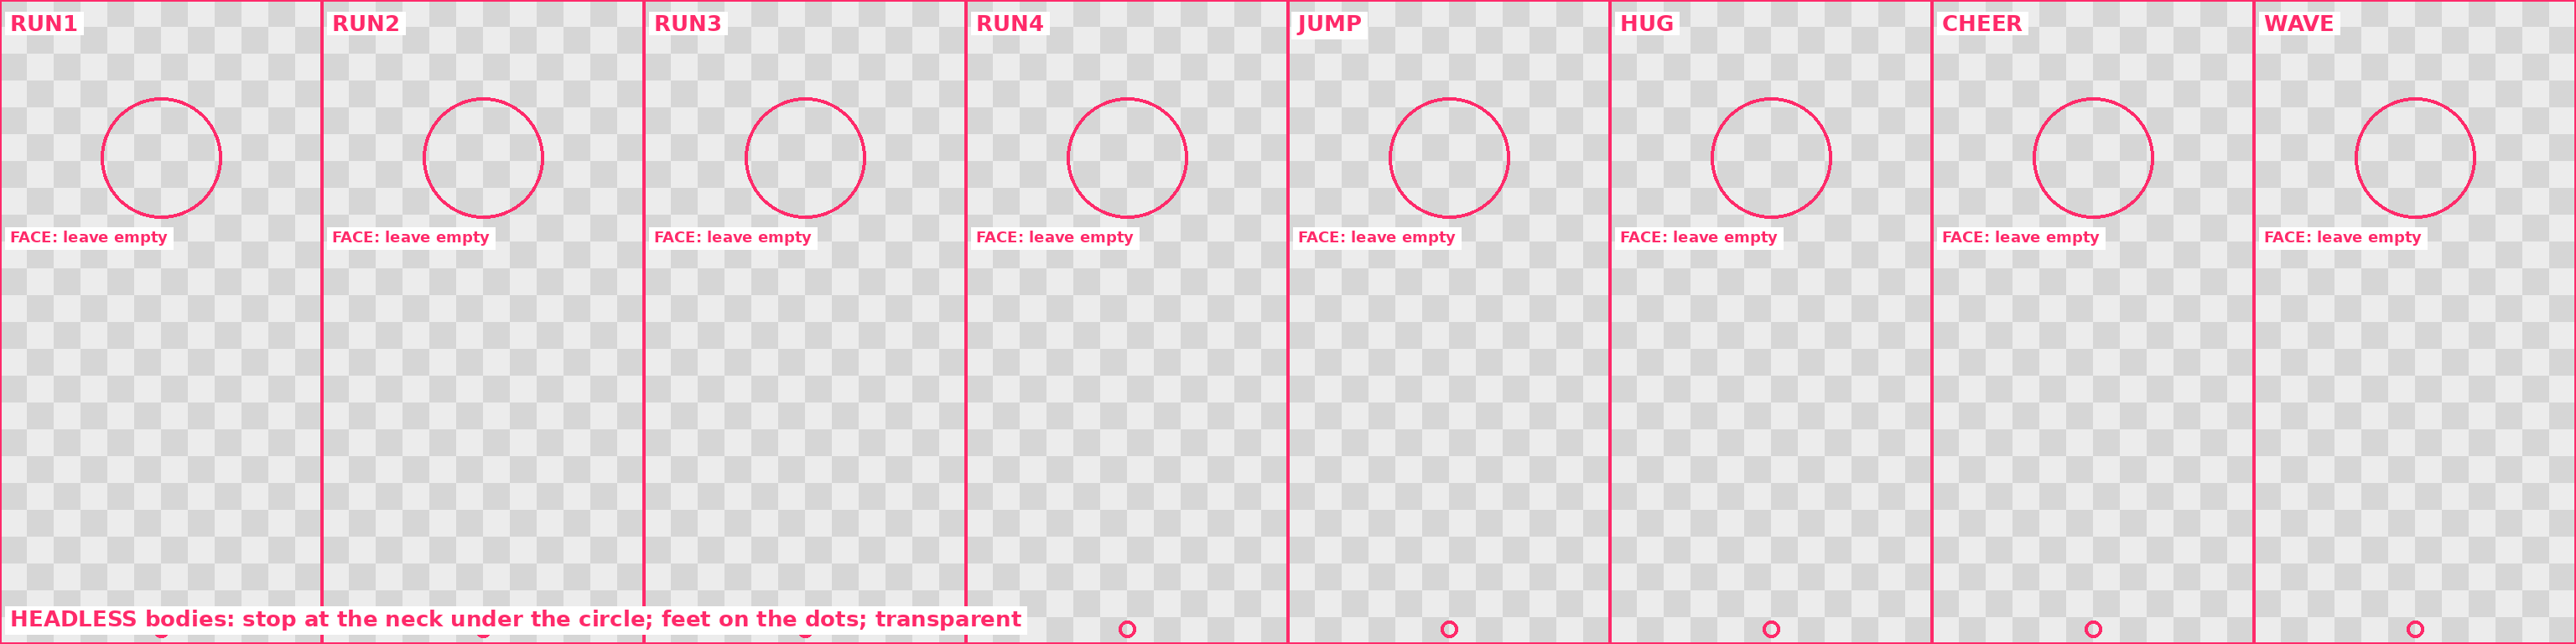 RUN1
RUN2
RUN3
RUN4
JUMP
HUG
CHEER
WAVE
FACE: leave empty
FACE: leave empty
FACE: leave empty
FACE: leave empty
FACE: leave empty
FACE: leave empty
FACE: leave empty
FACE: leave empty
HEADLESS bodies: stop at the neck under the circle; feet on the dots; transparent